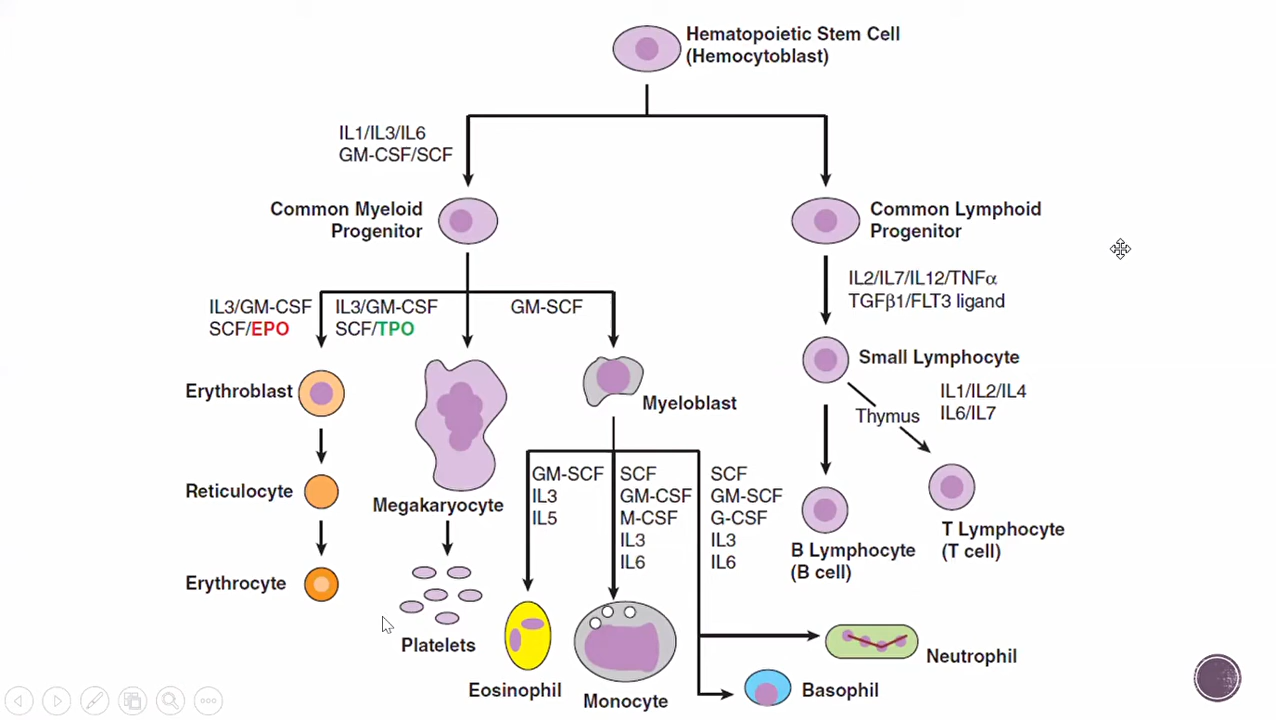 Hematopoietic Stem Cell
(Hemocytoblast)
IL1/IL3/IL6
GM-CSF/SCF
Common Myeloid
Progenitor
Common Lymphoid
Progenitor
IL2/IL7/IL12/TNFα
TGFβ1/FLT3 ligand
IL3/GM-CSF
SCF/EPO
IL3/GM-CSF
SCF/TPO
GM-SCF
Erythroblast
Myeloblast
Small Lymphocyte
IL1/IL2/IL4
IL6/IL7
Thymus
Reticulocyte
Megakaryocyte
GM-SCF
IL3
IL5
SCF
GM-CSF
M-CSF
IL3
IL6
SCF
GM-SCF
G-CSF
IL3
IL6
B Lymphocyte
(B cell)
T Lymphocyte
(T cell)
Erythrocyte
Platelets
Eosinophil
Monocyte
Neutrophil
Basophil